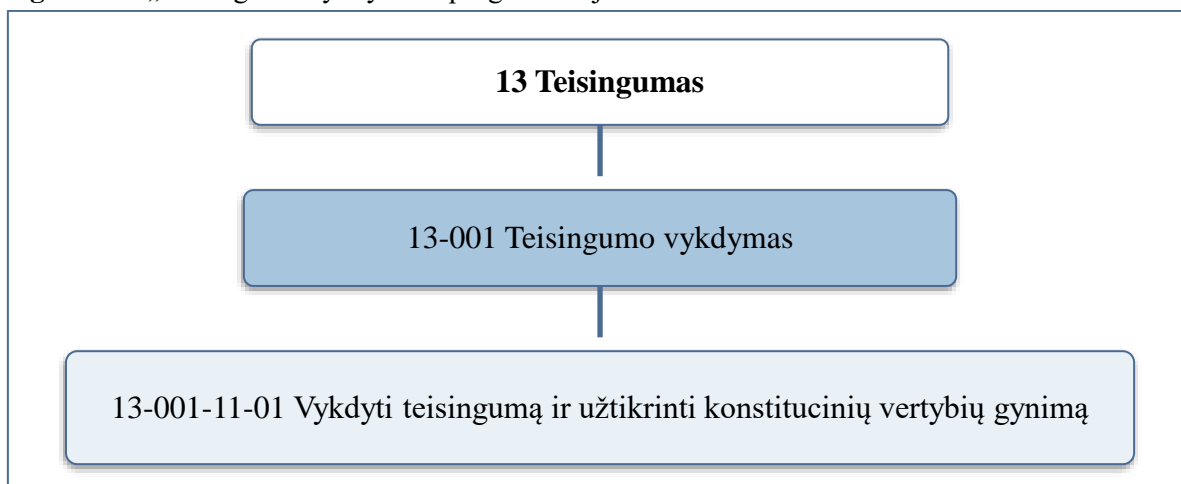 13 Teisingumas
13-001 Teisingumo vykdymas
13-001-11-01 Vykdyti teisingumą ir užtikrinti konstitucinių vertybių gynimą